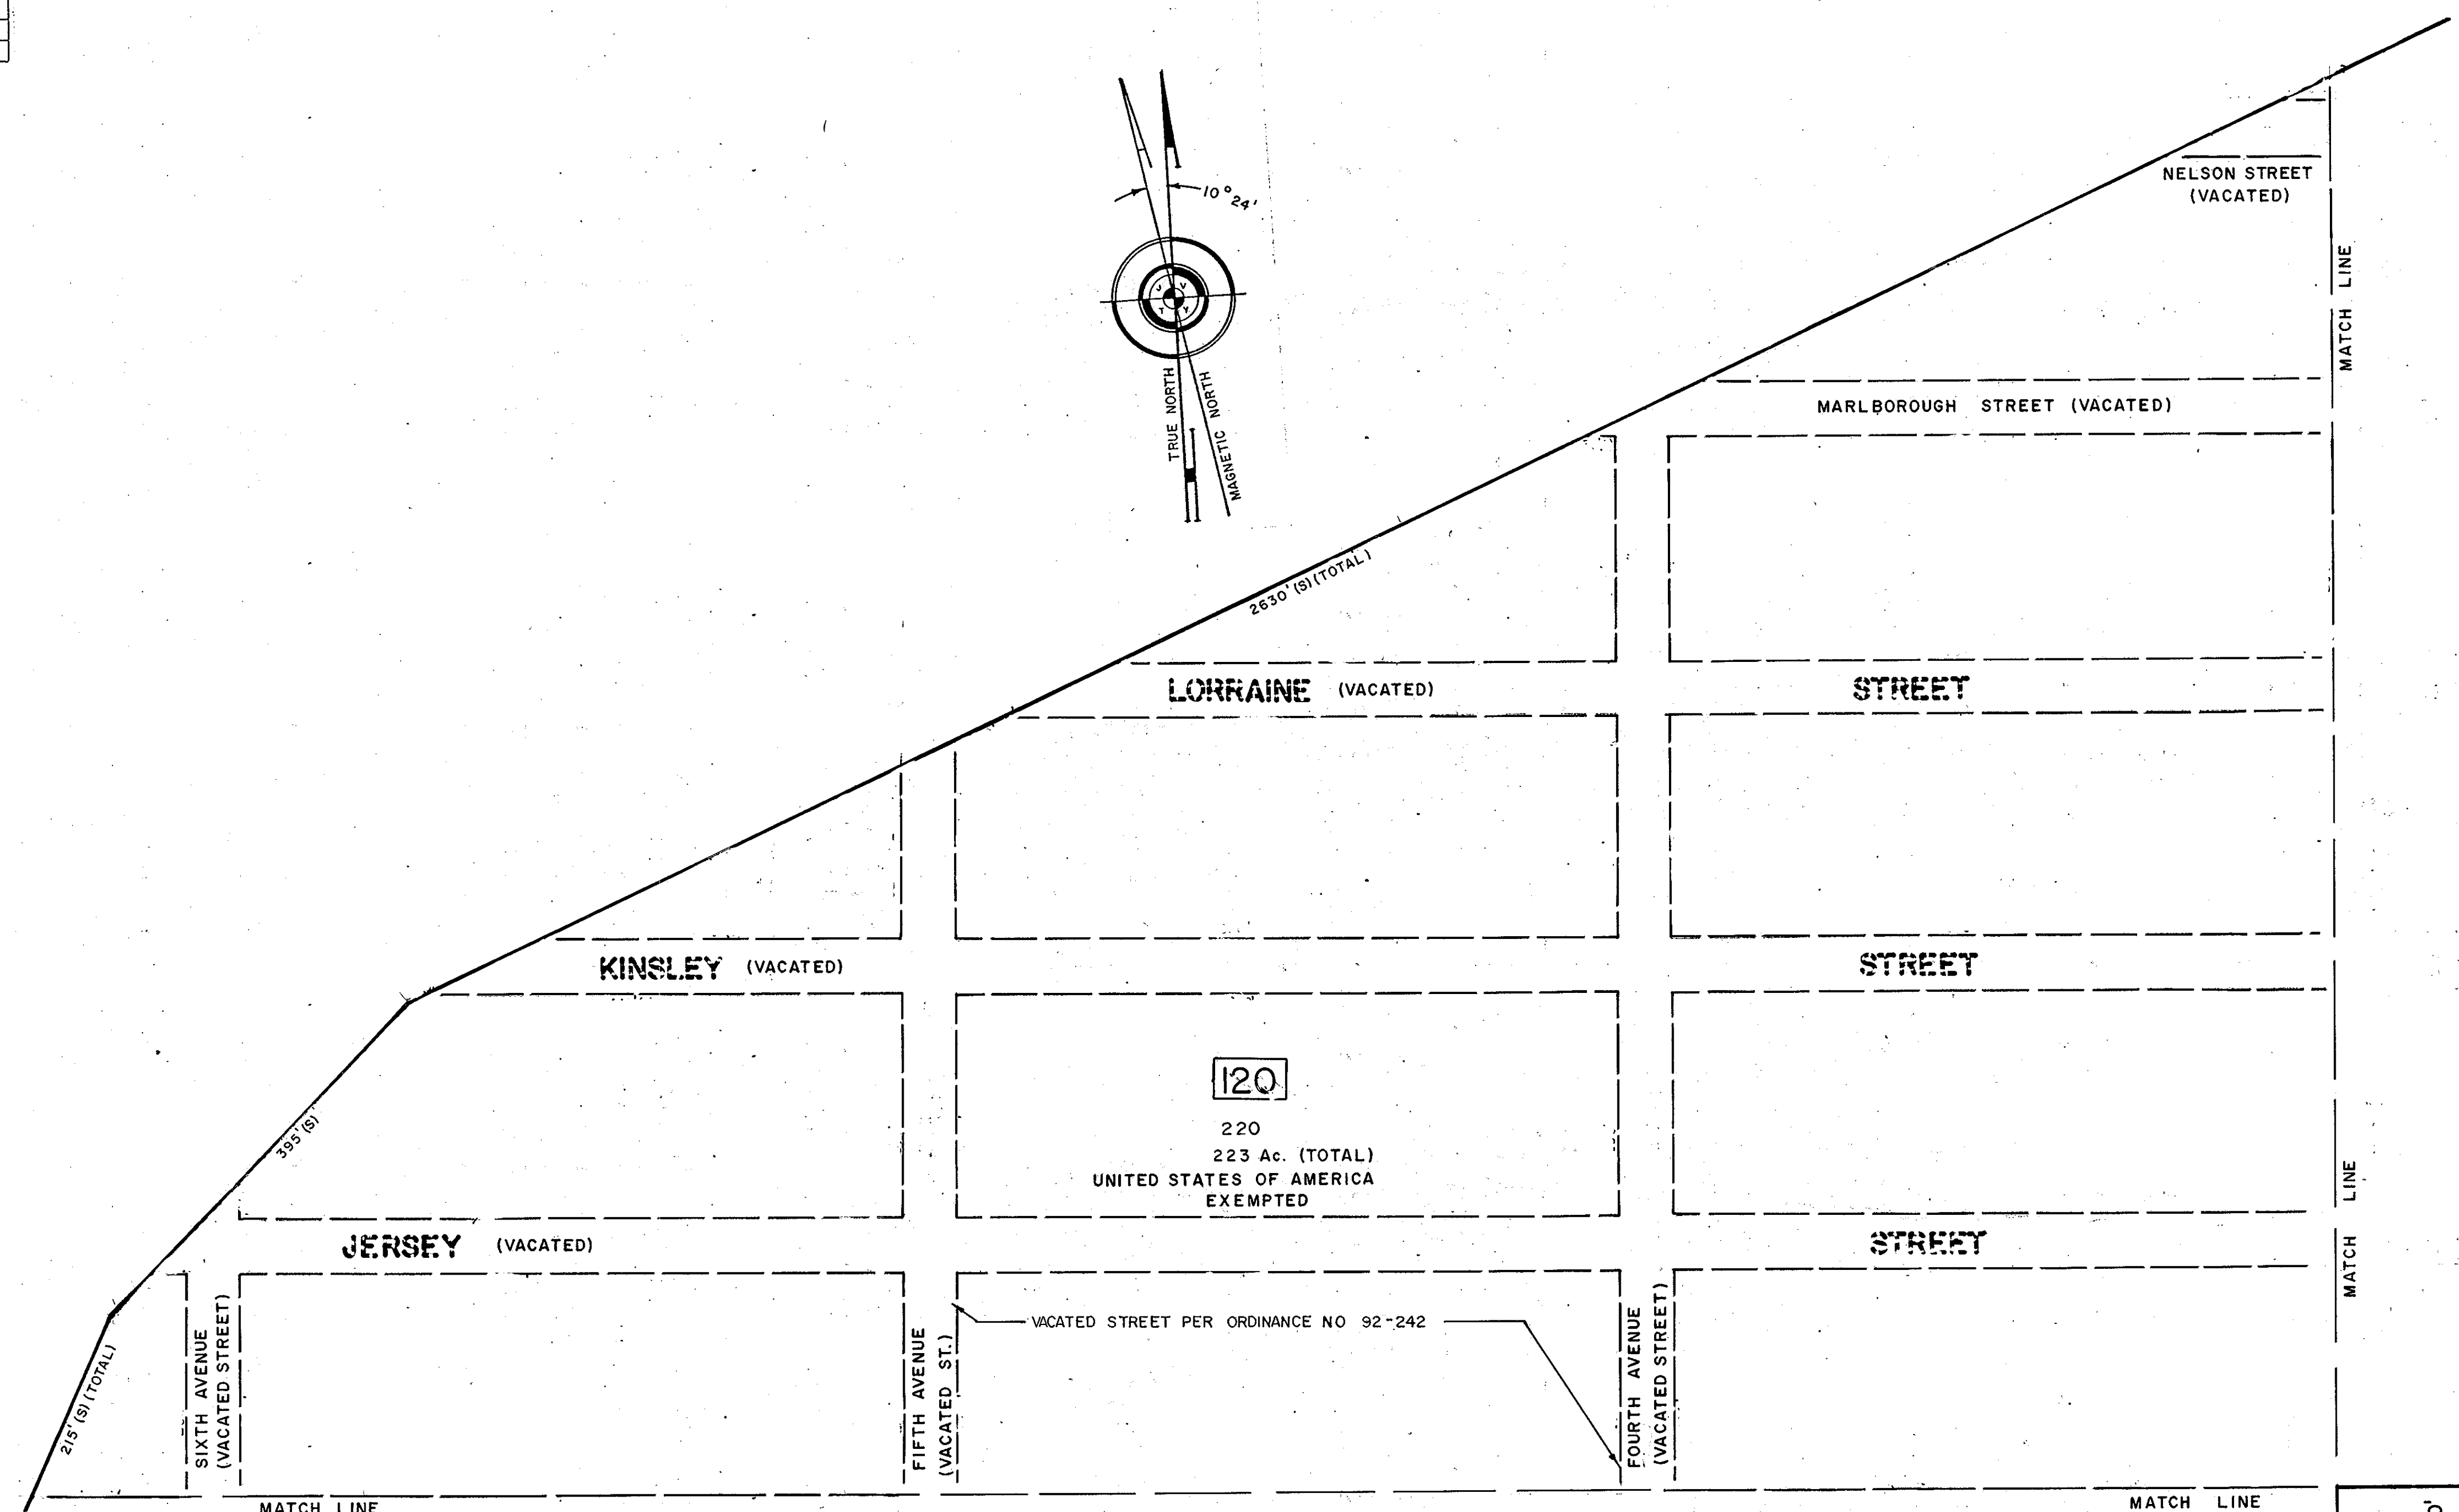 10° 24'
NELSON STREET
(VACATED)
MATCH LINE
J V
T Y
TRUE NORTH
MAGNETIC NORTH
MARLBOROUGH STREET (VACATED)
2630' (S) (TOTAL)
LORRAINE (VACATED) STREET
KINSLEY (VACATED) STREET
395' (S)
120
220
223 Ac. (TOTAL)
UNITED STATES OF AMERICA
EXEMPTED
MATCH LINE
JERSEY (VACATED) STREET
215' (S) (TOTAL)
SIXTH AVENUE
(VACATED STREET)
FIFTH AVENUE
(VACATED ST.)
VACATED STREET PER ORDINANCE NO 92-242
FOURTH AVENUE
(VACATED STREET)
MATCH LINE
MATCH LINE